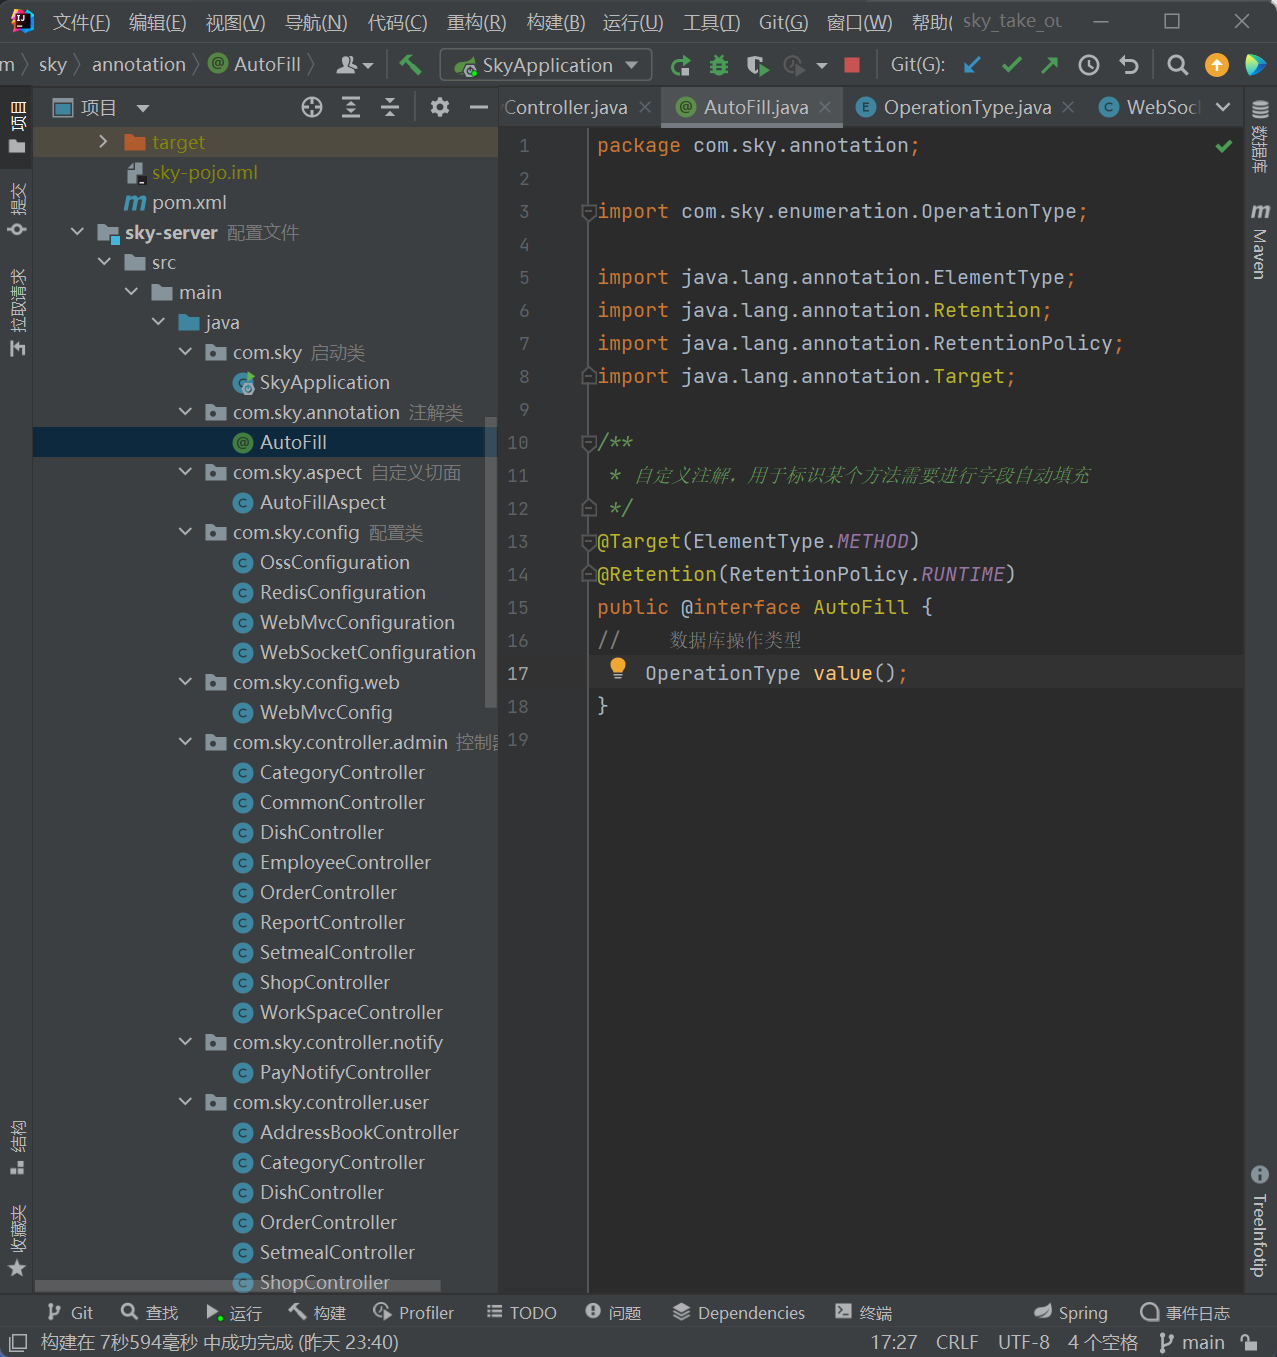 文件(F) 编辑(E) 视图(V) 导航(N) 代码(C) 重构(R) 构建(B) 运行(U) 工具(T) Git(G) 窗口(W) 帮助( sky_take_ou
m sky annotation AutoFill SkyApplication Git(G):
项目
Controller.java AutoFill.java OperationType.java WebSoc
项目
提交
拉取请求
结构
收藏夹
target
sky-pojo.iml
pom.xml
sky-server 配置文件
src
main
java
com.sky 启动类
SkyApplication
com.sky.annotation 注解类
AutoFill
com.sky.aspect 自定义切面
AutoFillAspect
com.sky.config 配置类
OssConfiguration
RedisConfiguration
WebMvcConfiguration
WebSocketConfiguration
com.sky.config.web
WebMvcConfig
com.sky.controller.admin 控制器
CategoryController
CommonController
DishController
EmployeeController
OrderController
ReportController
SetmealController
ShopController
WorkSpaceController
com.sky.controller.notify
PayNotifyController
com.sky.controller.user
AddressBookController
CategoryController
DishController
OrderController
SetmealController
ShopController
1 package com.sky.annotation;
2
3 import com.sky.enumeration.OperationType;
4
5 import java.lang.annotation.ElementType;
6 import java.lang.annotation.Retention;
7 import java.lang.annotation.RetentionPolicy;
8 import java.lang.annotation.Target;
9
10 /**
11 * 自定义注解，用于标识某个方法需要进行字段自动填充
12 */
13 @Target(ElementType.METHOD)
14 @Retention(RetentionPolicy.RUNTIME)
15 public @interface AutoFill {
16 // 数据库操作类型
17 OperationType value();
18 }
19
数据库
Maven
TreeInfotip
Git 查找 运行 构建 Profiler TODO 问题 Dependencies 终端 Spring 事件日志
构建在 7秒594毫秒 中成功完成 (昨天 23:40) 17:27 CRLF UTF-8 4 个空格 main